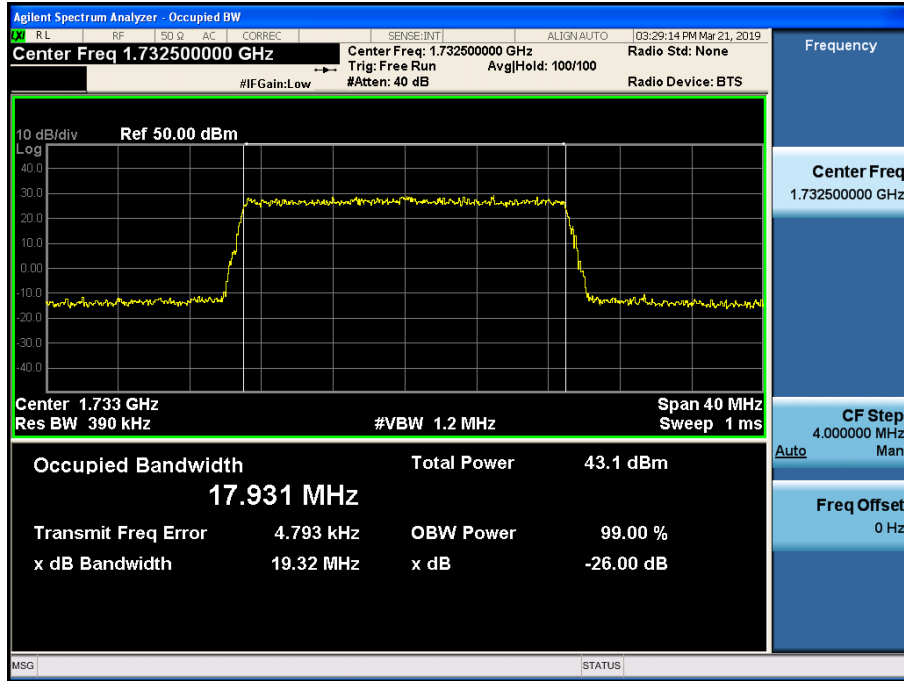 Agilent Spectrum Analyzer - Occupied BW
LXI RL RF 50 Ω AC CORREC SENSE:INT ALIGN AUTO 03:29:14 PM Mar 21, 2019
Center Freq 1.732500000 GHz
Center Freq: 1.732500000 GHz
Radio Std: None
Trig: Free Run Avg|Hold: 100/100
#IFGain:Low
#Atten: 40 dB
Radio Device: BTS
10 dB/div Ref 50.00 dBm
Log
40.0
30.0
20.0
10.0
0.00
-10.0
-20.0
-30.0
-40.0
Center 1.733 GHz Span 40 MHz
Res BW 390 kHz #VBW 1.2 MHz Sweep 1 ms
Occupied Bandwidth Total Power 43.1 dBm
17.931 MHz
Transmit Freq Error 4.793 kHz OBW Power 99.00 %
x dB Bandwidth 19.32 MHz x dB -26.00 dB
MSG STATUS
Frequency
Center Freq
1.732500000 GHz
CF Step
4.000000 MHz
Auto Man
Freq Offset
0 Hz